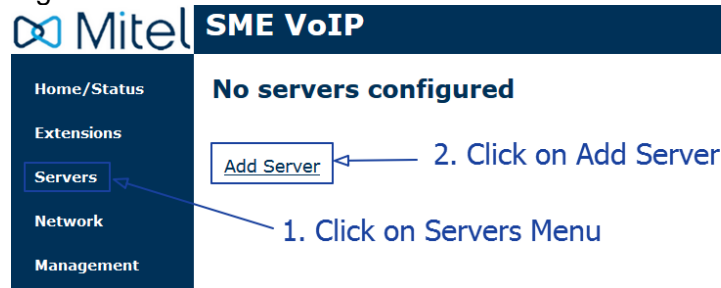 Mitel SME VoIP
Home/Status
No servers configured
Extensions
Add Server
2. Click on Add Server
Servers
Network
1. Click on Servers Menu
Management